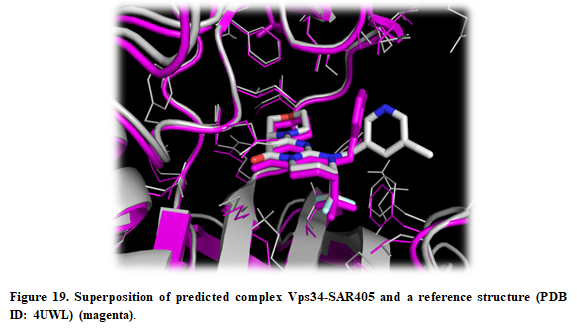 Figure 19. Superposition of predicted complex Vps34-SAR405 and a reference structure (PDB
ID: 4UWL) (magenta).